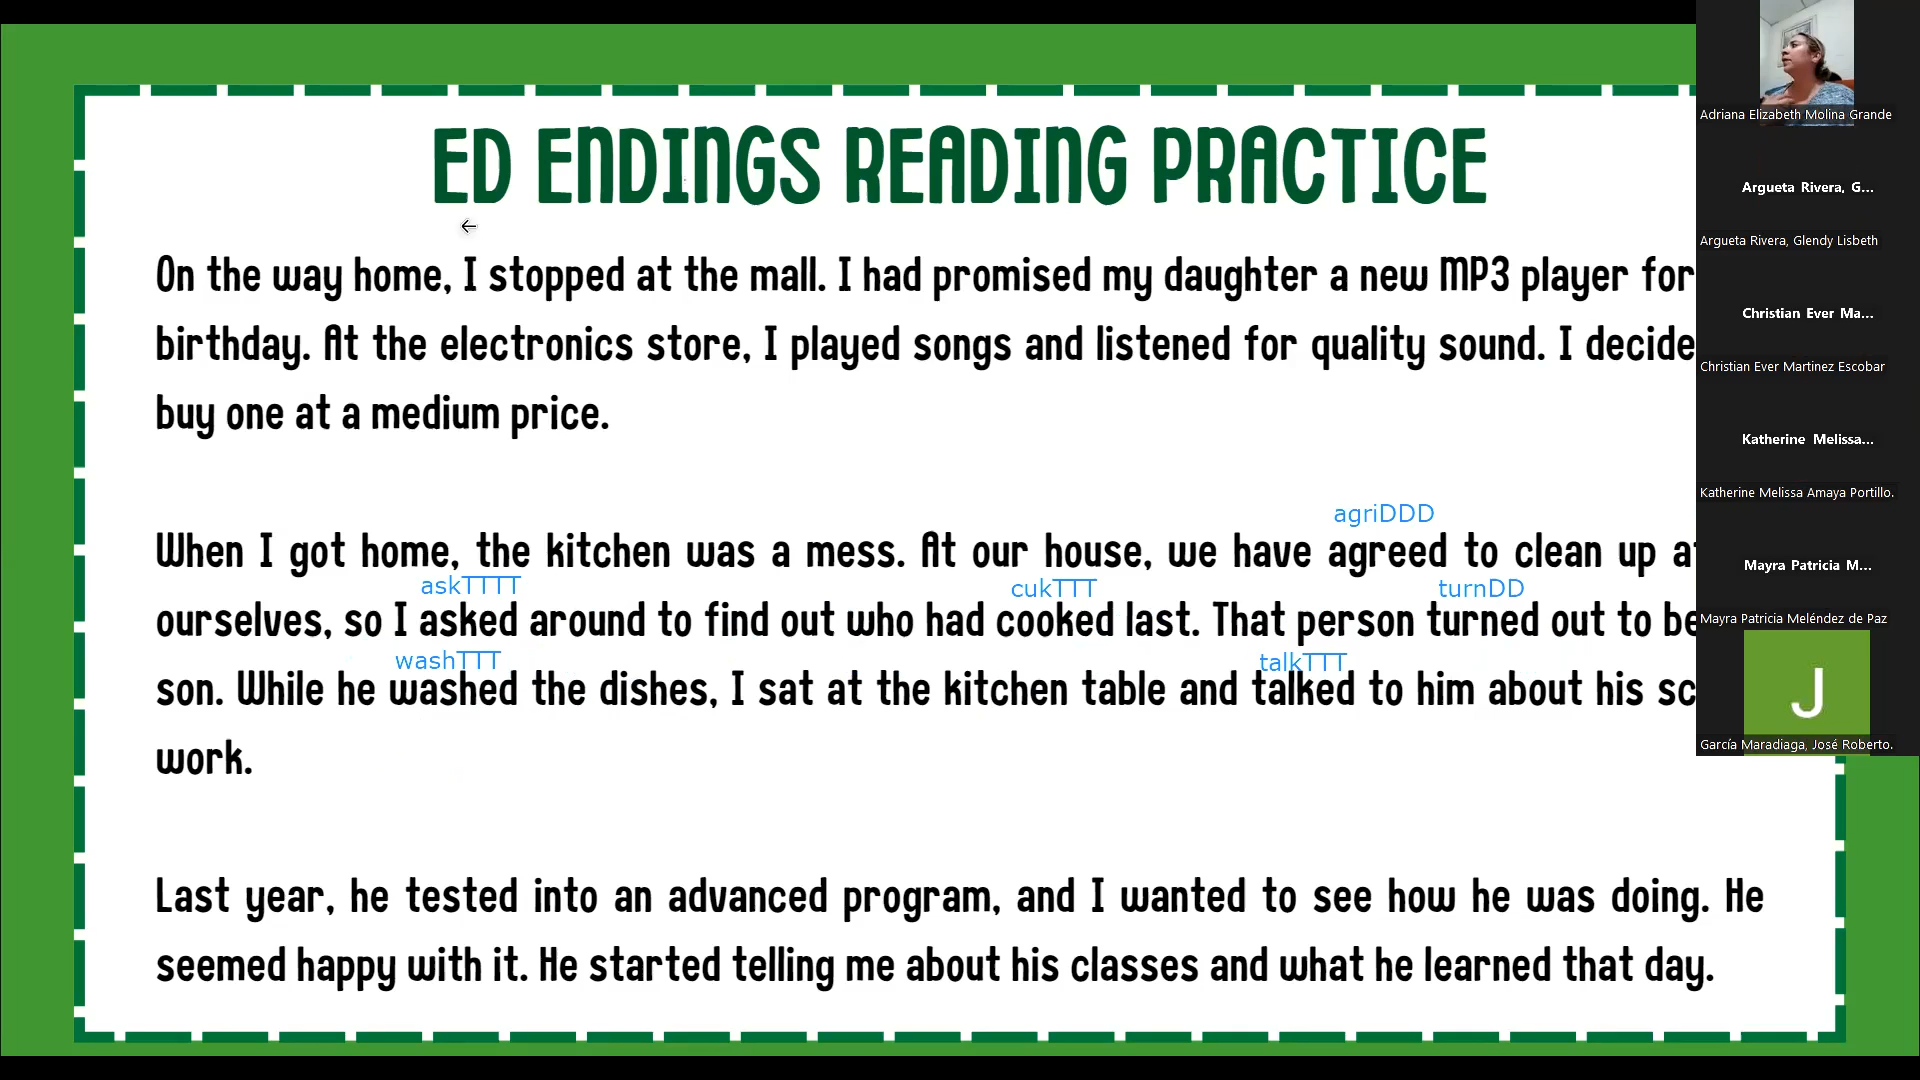 ED ENDINGS READING PRACTICE
On the way home, I stopped at the mall. I had promised my daughter a new MP3 player for
birthday. At the electronics store, I played songs and listened for quality sound. I decide
buy one at a medium price.
agriDDD
When I got home, the kitchen was a mess. At our house, we have agreed to clean up a
askTTTT cukTTT turnDD
ourselves, so I asked around to find out who had cooked last. That person turned out to be
washTTT talkTTT
son. While he washed the dishes, I sat at the kitchen table and talked to him about his sc
work.
Last year, he tested into an advanced program, and I wanted to see how he was doing. He
seemed happy with it. He started telling me about his classes and what he learned that day.
Adriana Elizabeth Molina Grande
Argueta Rivera, G...
Argueta Rivera, Glendy Lisbeth
Christian Ever Ma...
Christian Ever Martinez Escobar
Katherine Melissa...
Katherine Melissa Amaya Portillo.
Mayra Patricia M...
Mayra Patricia Meléndez de Paz
J
García Maradiaga, José Roberto.